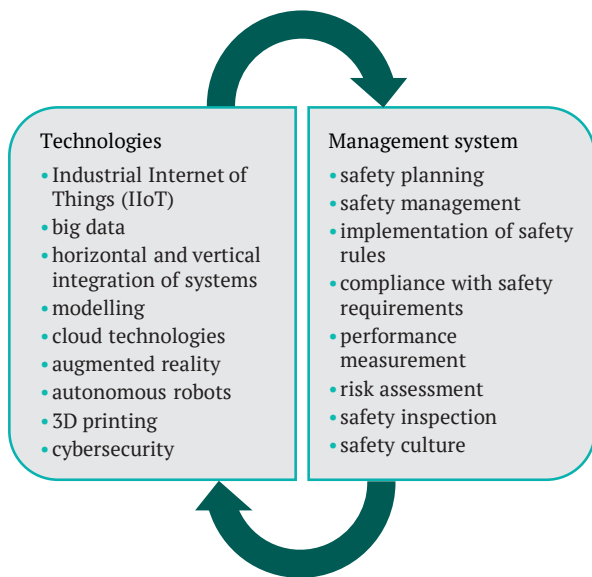 Technologies
• Industrial Internet of
Things (IIoT)
• big data
• horizontal and vertical
integration of systems
• modelling
• cloud technologies
• augmented reality
• autonomous robots
• 3D printing
• cybersecurity
Management system
• safety planning
• safety management
• implementation of safety
rules
• compliance with safety
requirements
• performance
measurement
• risk assessment
• safety inspection
• safety culture